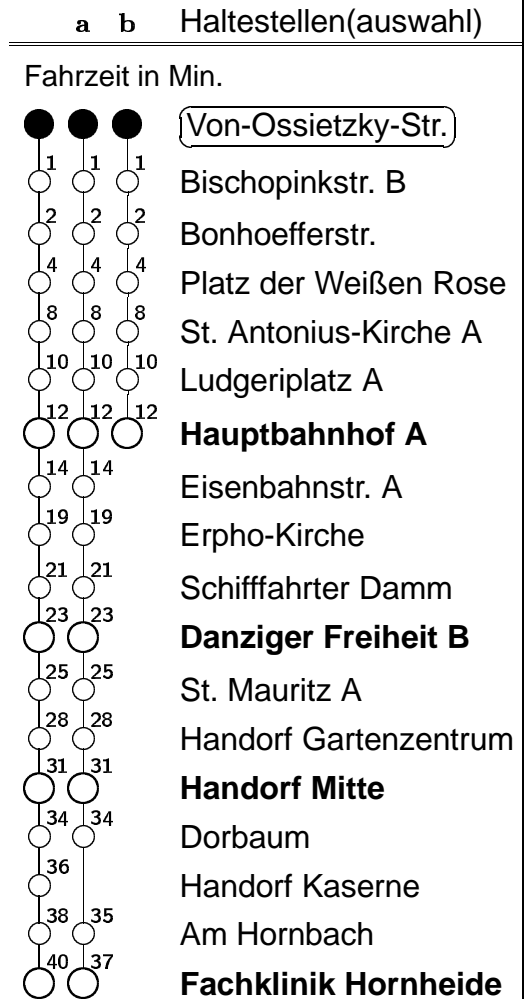 a b Haltestellen(auswahl)
Fahrzeit in Min.
Von-Ossietzky-Str.
1 1 1 Bischopinkstr. B
2 2 2 Bonhoefferstr.
4 4 4 Platz der Weißen Rose
8 8 8 St. Antonius-Kirche A
10 10 10 Ludgeriplatz A
12 12 12 Hauptbahnhof A
14 14 Eisenbahnstr. A
19 19 Erpho-Kirche
21 21 Schifffahrter Damm
23 23 Danziger Freiheit B
25 25 St. Mauritz A
28 28 Handorf Gartenzentrum
31 31 Handorf Mitte
34 34 Dorbaum
36 Handorf Kaserne
38 35 Am Hornbach
40 37 Fachklinik Hornheide